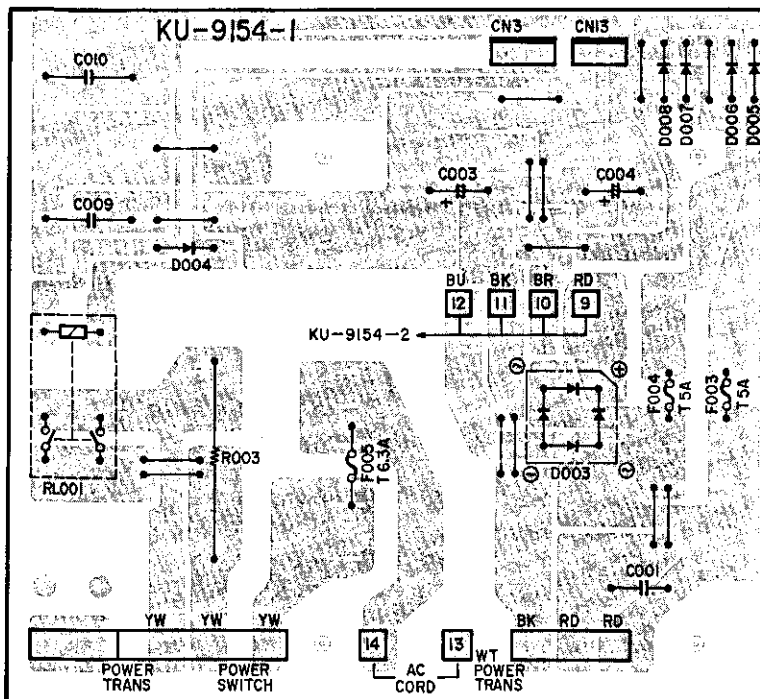 KU-9154-1
CN3
CN13
C010
D008
D007
D006
D005
C003
C004
C009
D004
BU
BK
BR
RD
12
11
10
9
KU-9154-2
F004
T5A
F003
T5A
R003
F005
T6.3A
D003
RL001
C001
YW
YW
YW
BK
RD
RD
14
13
POWER
TRANS
POWER
SWITCH
AC
CORD
WT
POWER
TRANS